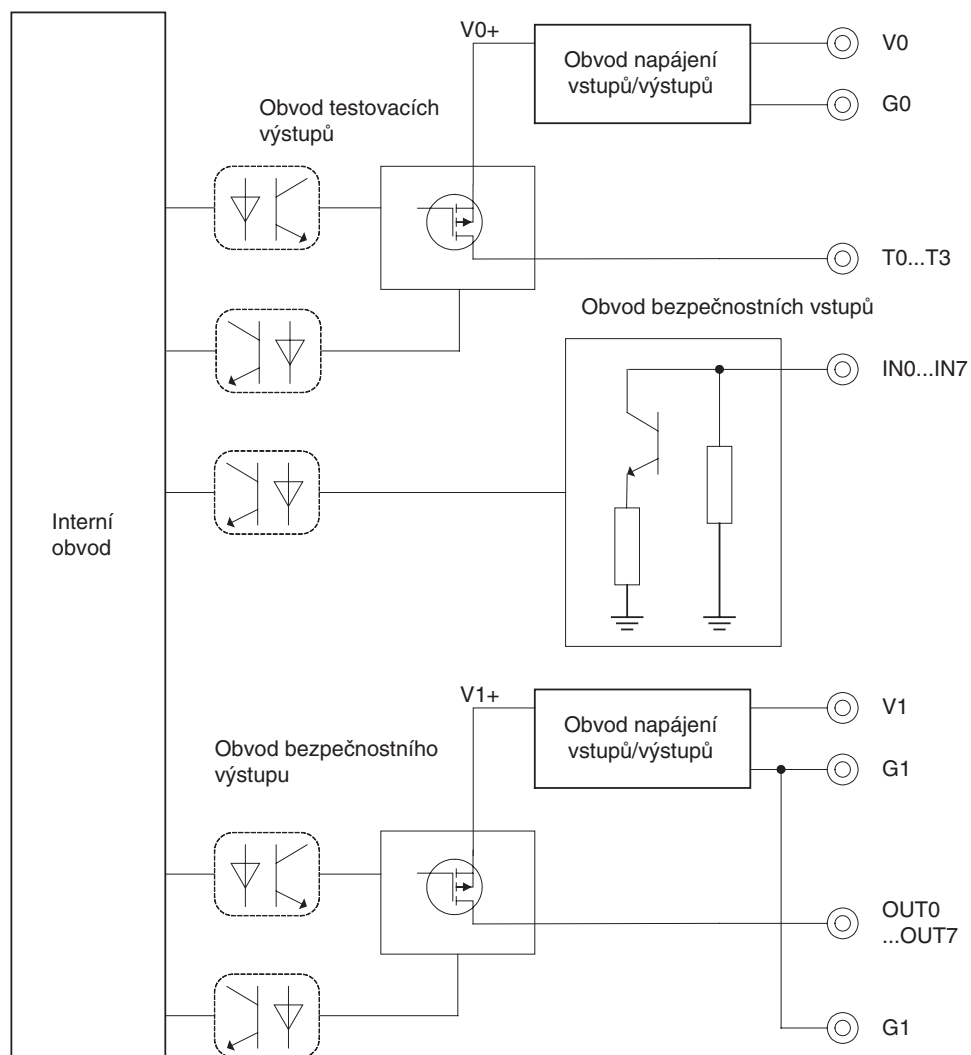 V0+
Obvod napájení
vstupů/výstupů
V0
G0
Obvod testovacích
výstupů
T0...T3
Obvod bezpečnostních vstupů
IN0...IN7
Interní
obvod
V1+
Obvod napájení
vstupů/výstupů
V1
G1
Obvod bezpečnostního
výstupu
OUT0
...OUT7
G1